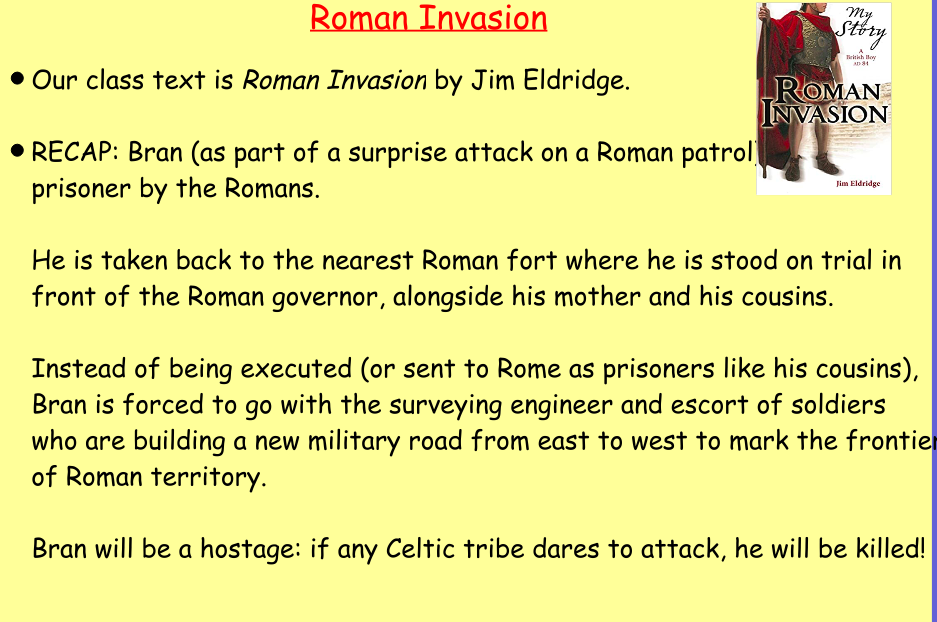 Roman Invasion
My
Story
A
British Boy
AD 84
ROMAN
INVASION
Jim Eldridge
Our class text is Roman Invasion by Jim Eldridge.
RECAP: Bran (as part of a surprise attack on a Roman patrol)
prisoner by the Romans.
He is taken back to the nearest Roman fort where he is stood on trial in
front of the Roman governor, alongside his mother and his cousins.
Instead of being executed (or sent to Rome as prisoners like his cousins),
Bran is forced to go with the surveying engineer and escort of soldiers
who are building a new military road from east to west to mark the frontier
of Roman territory.
Bran will be a hostage: if any Celtic tribe dares to attack, he will be killed!